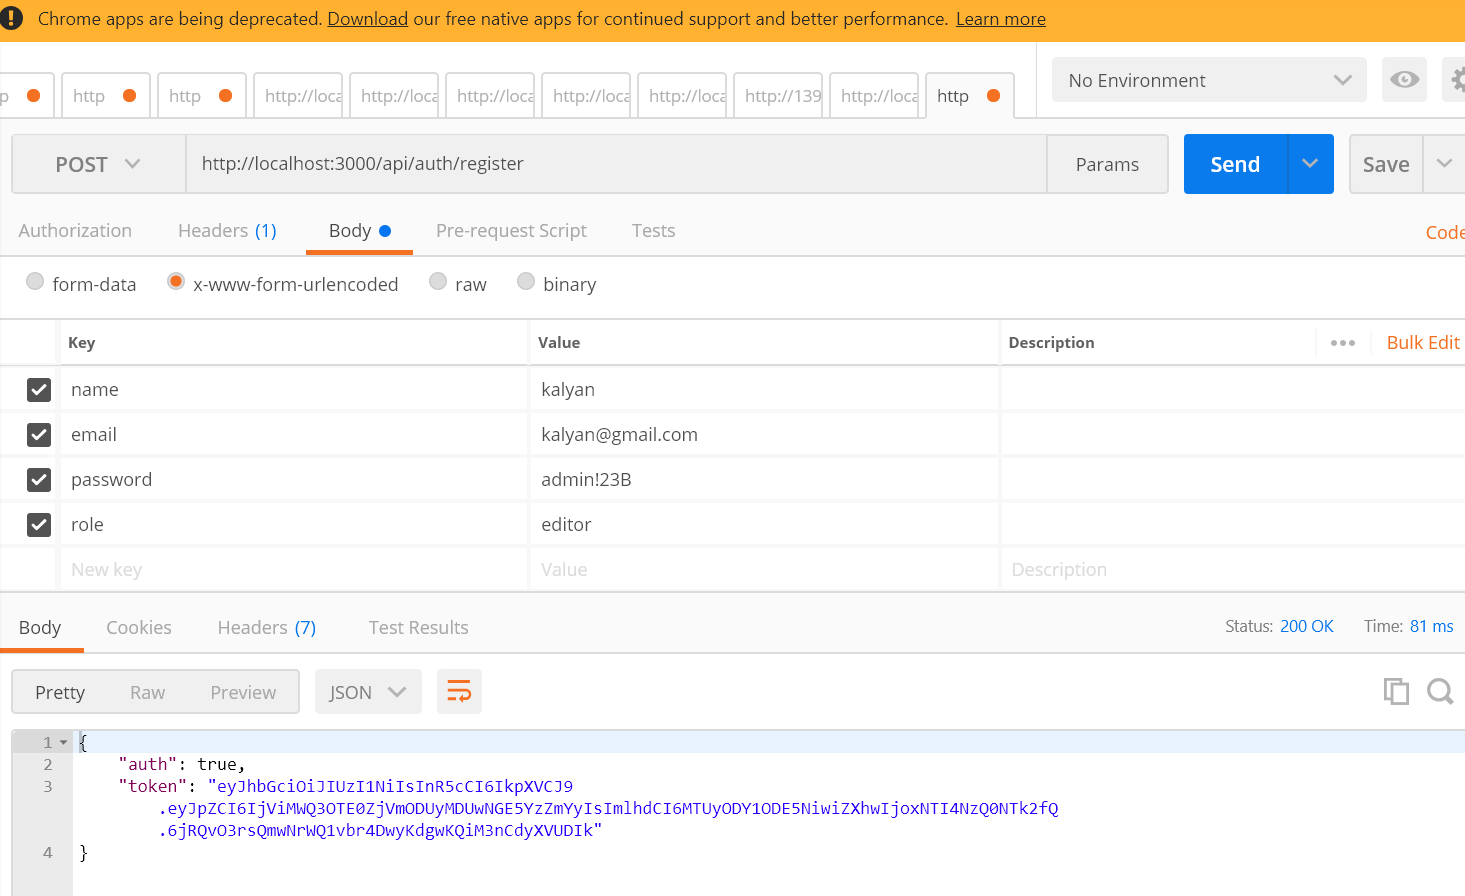 Chrome apps are being deprecated. Download our free native apps for continued support and better performance. Learn more
p http http http://loca http://loca http://loca http://loca http://loca http://139 http://loca http No Environment
POST http://localhost:3000/api/auth/register Params Send Save
Authorization Headers (1) Body Pre-request Script Tests Code
form-data x-www-form-urlencoded raw binary
Key Value Description Bulk Edit
name kalyan
email kalyan@gmail.com
password admin!23B
role editor
New key Value Description
Body Cookies Headers (7) Test Results Status: 200 OK Time: 81 ms
Pretty Raw Preview JSON
1 {
2 "auth": true,
3 "token": "eyJhbGciOiJIUzI1NiIsInR5cCI6IkpXVCJ9
.eyJpZCI6IjViMWQ3OTE0ZjVmODUyMDUwNGE5YzZmYyIsImlhdCI6MTUyODY1ODE5NiwiZXhwIjoxNTI4NzQ0NTk2fQ
.6jRQvO3rsQmwNrWQ1vbr4DwyKdgwKQiM3nCdyXVUDIk"
4 }